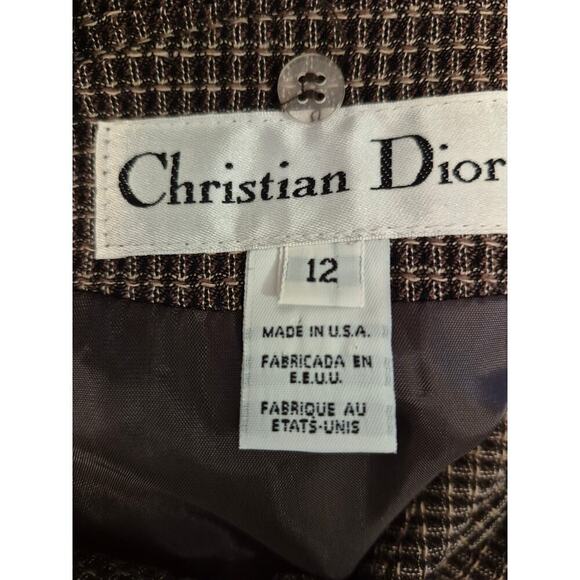 Christian Dior
12
MADE IN U.S.A.
FABRICADA EN
E.E.U.U.
FABRIQUE AU
ETATS-UNIS